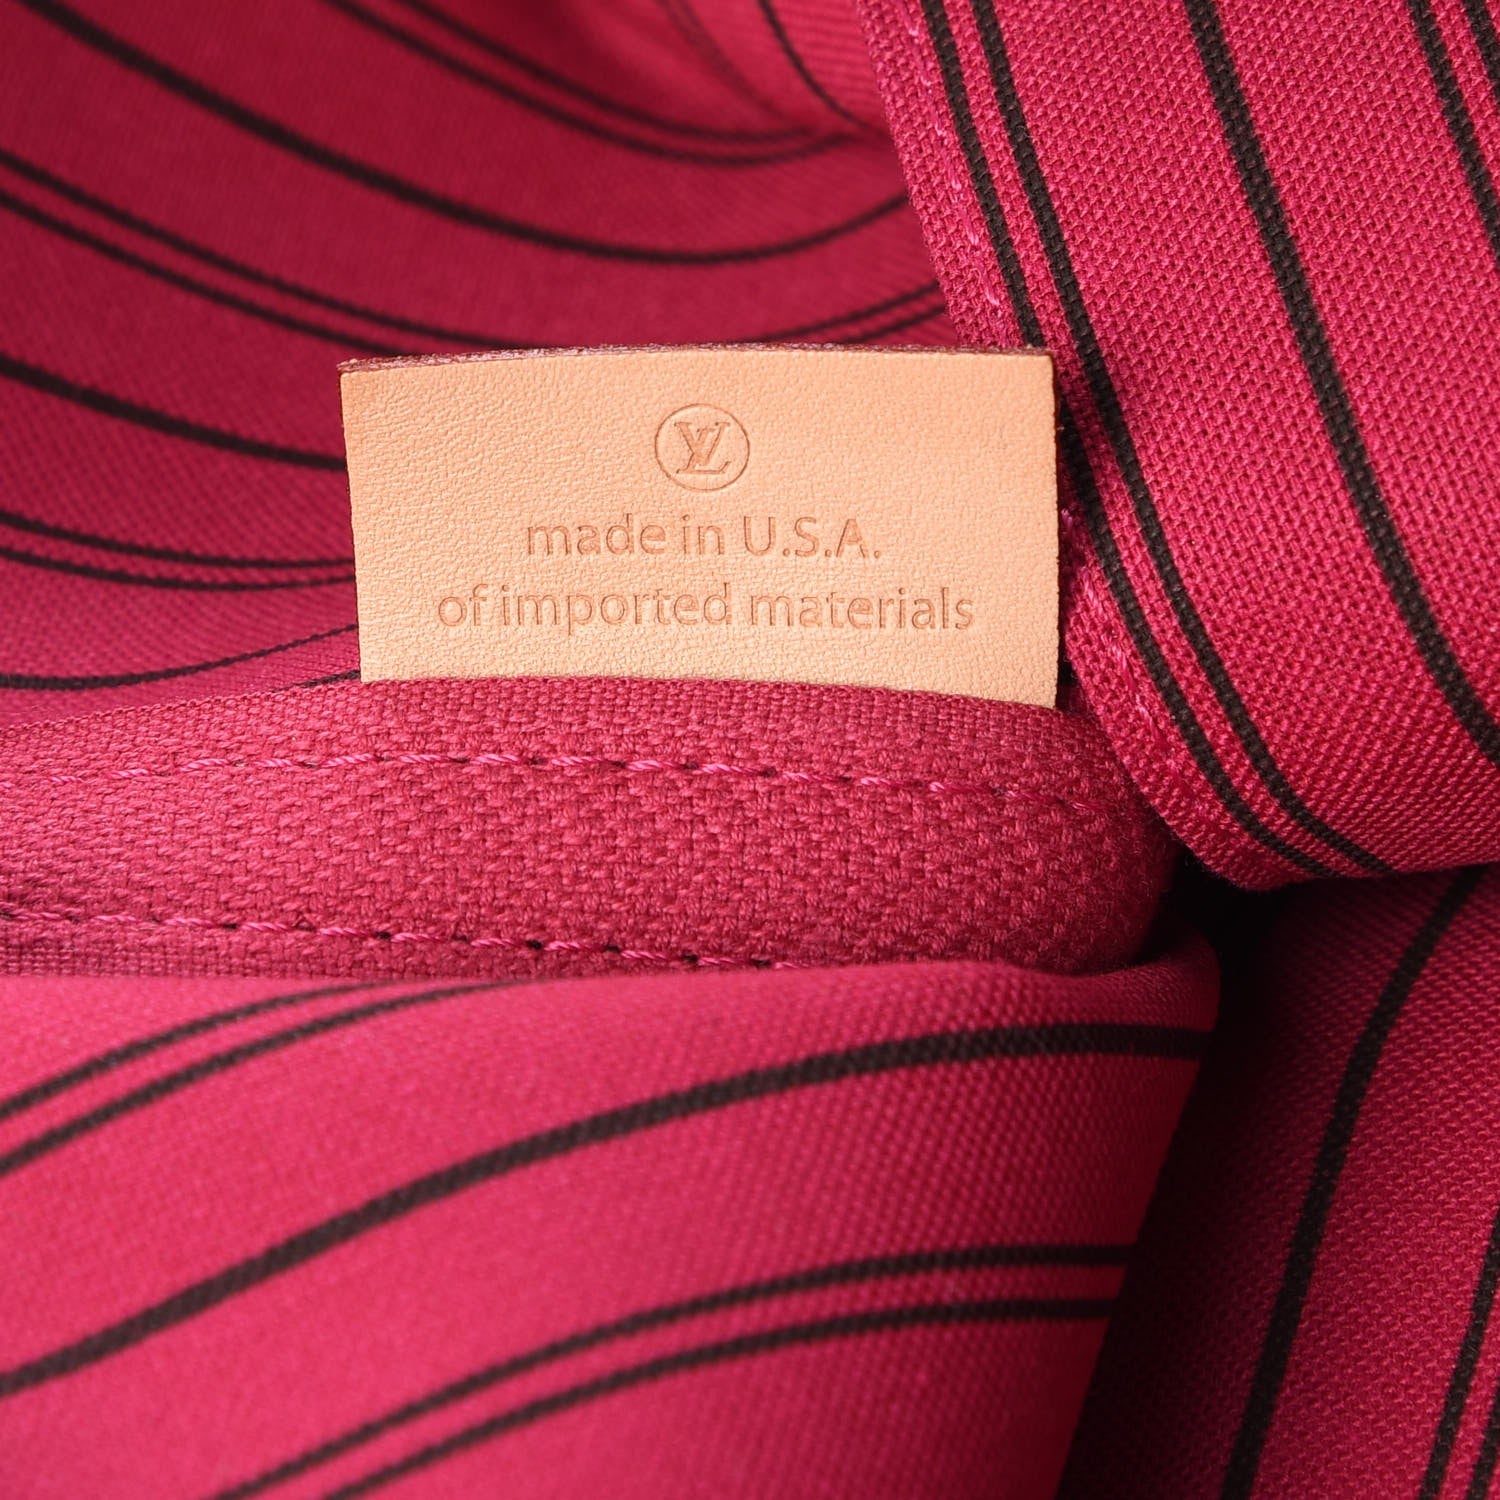 LV
made in U.S.A.
of imported materials